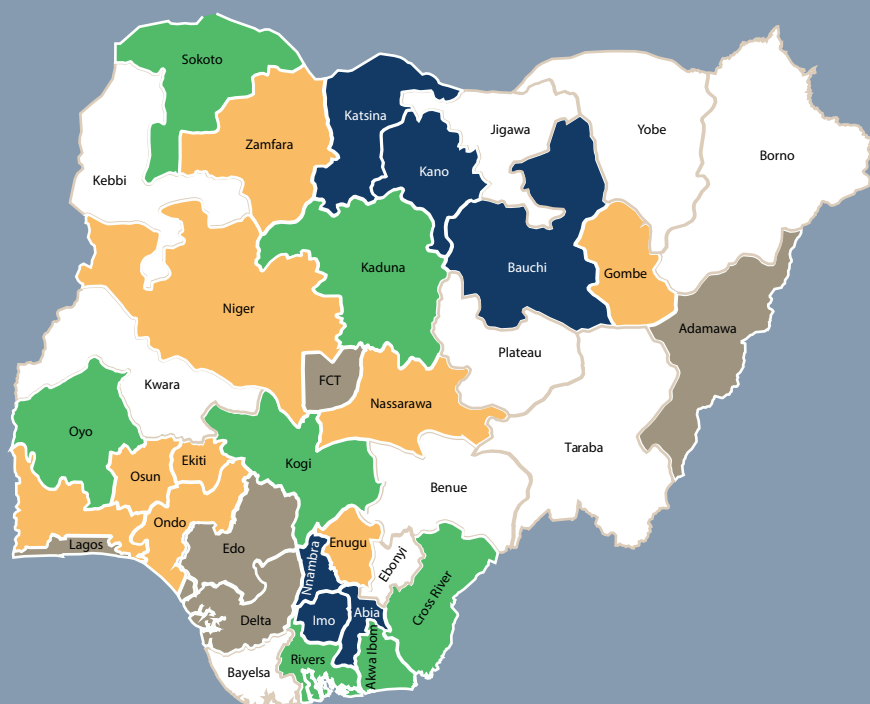 Sokoto
Katsina
Zamfara
Jigawa
Yobe
Borno
Kano
Kebbi
Kaduna
Bauchi
Gombe
Niger
Adamawa
Plateau
FCT
Kwara
Nassarawa
Oyo
Taraba
Kogi
Ekiti
Osun
Benue
Ondo
Lagos
Edo
Enugu
Ebonyi
Nnambra
Cross River
Abia
Imo
Delta
Akwa Ibom
Rivers
Bayelsa